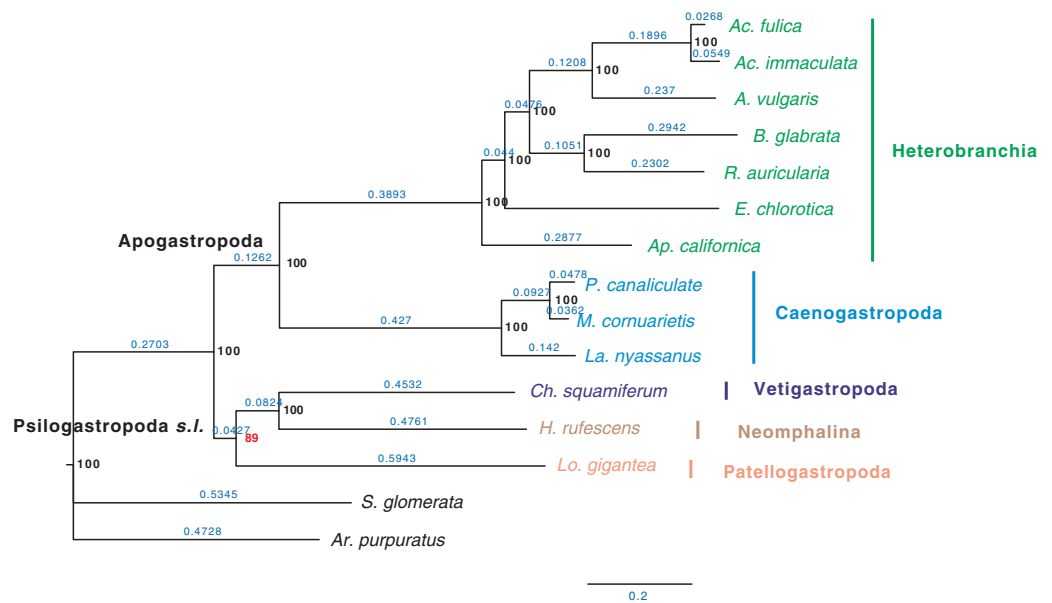 0.0268
Ac. fulica
0.1896
100
0.0549
Ac. immaculata
0.1208
100
0.237
A. vulgaris
0.0476
100
0.2942
B. glabrata
0.1051
100
Heterobranchia
0.044
100
0.2302
R. auricularia
0.3893
100
E. chlorotica
Apogastropoda
0.2877
Ap. californica
0.1262
100
0.0478
P. canaliculate
0.0927
100
0.0362
M. cornuarietis
Caenogastropoda
0.427
100
0.142
La. nyassanus
0.2703
100
0.4532
Ch. squamiferum
Vetigastropoda
0.0824
100
Psilogastropoda s.l.
0.0427
89
0.4761
H. rufescens
Neomphalina
0.5943
Lo. gigantea
Patellogastropoda
100
0.5345
S. glomerata
0.4728
Ar. purpuratus
0.2